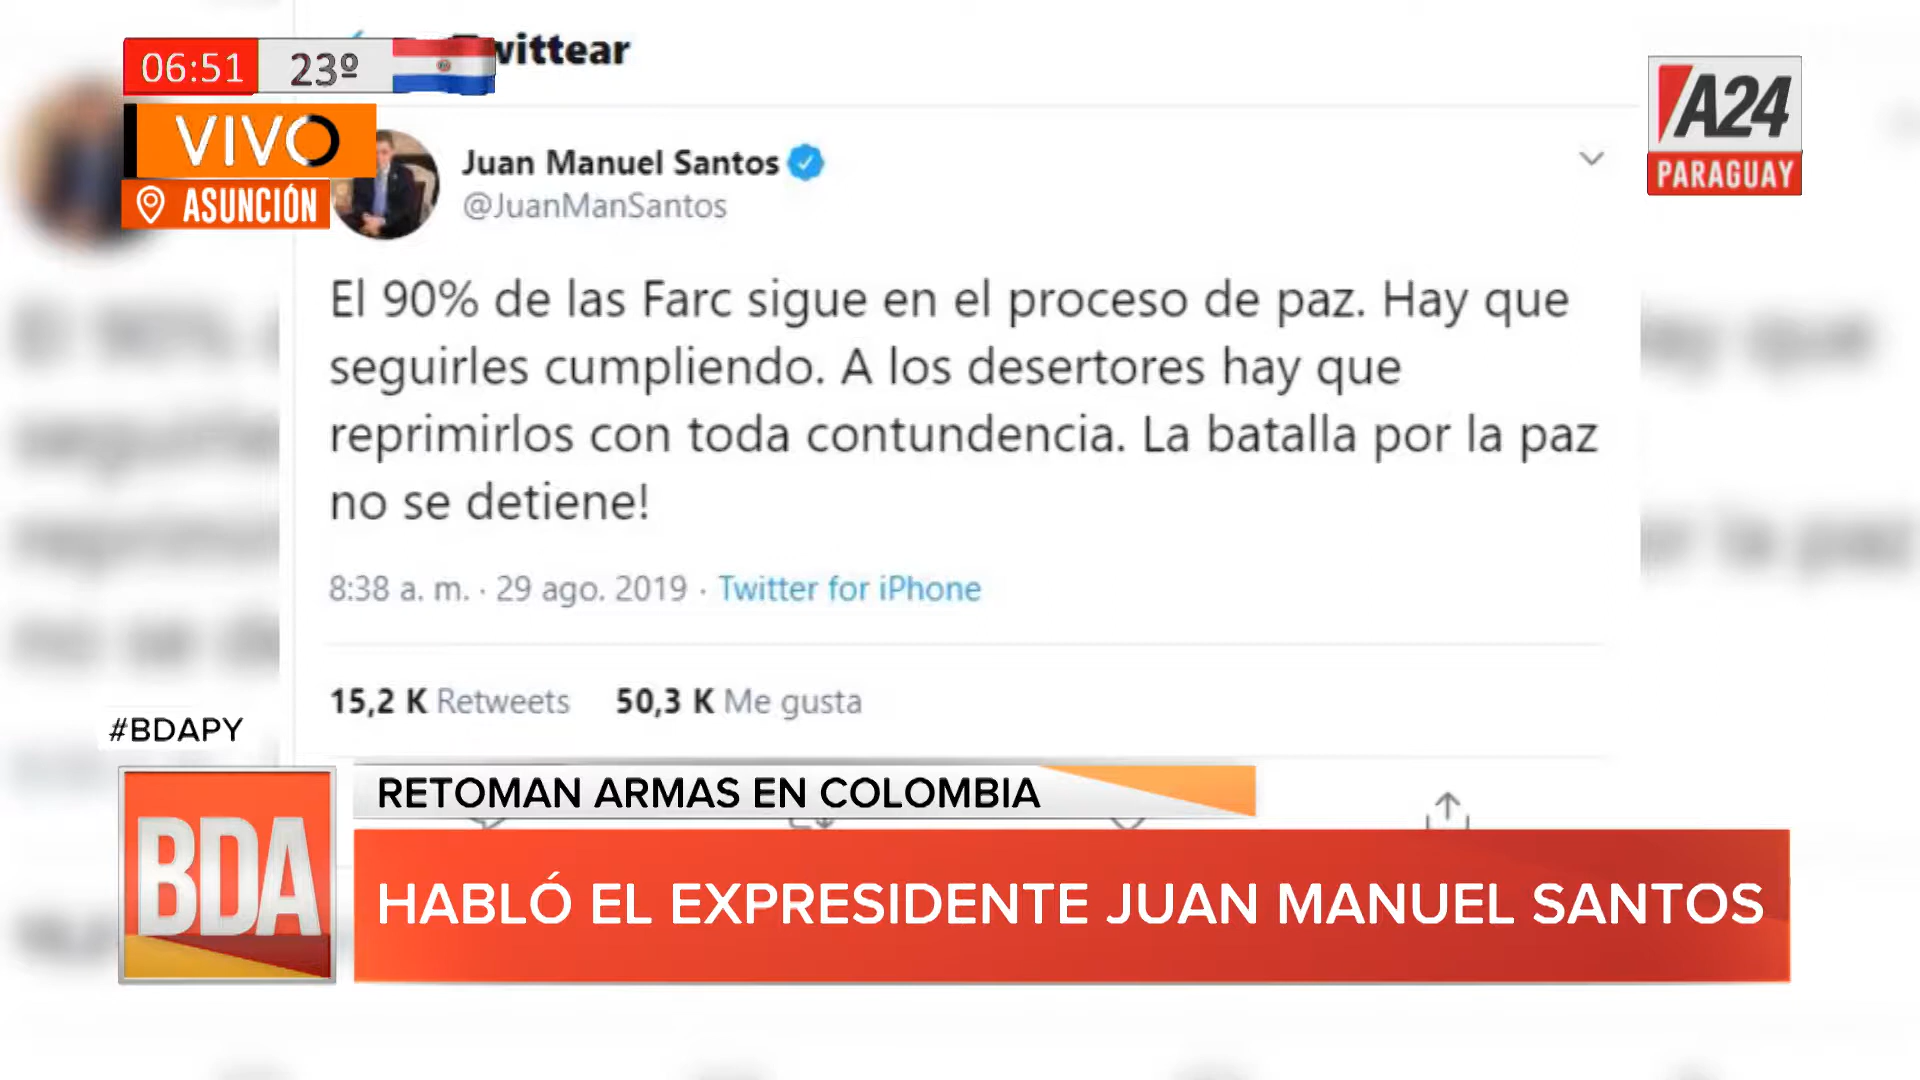 06:51 23º
wittear
VIVO
ASUNCIÓN
A24
PARAGUAY
Juan Manuel Santos
@JuanManSantos
El 90% de las Farc sigue en el proceso de paz. Hay que
seguirles cumpliendo. A los desertores hay que
reprimirlos con toda contundencia. La batalla por la paz
no se detiene!
8:38 a. m. · 29 ago. 2019 · Twitter for iPhone
15,2 K Retweets 50,3 K Me gusta
#BDAPY
BDA
RETOMAN ARMAS EN COLOMBIA
HABLÓ EL EXPRESIDENTE JUAN MANUEL SANTOS